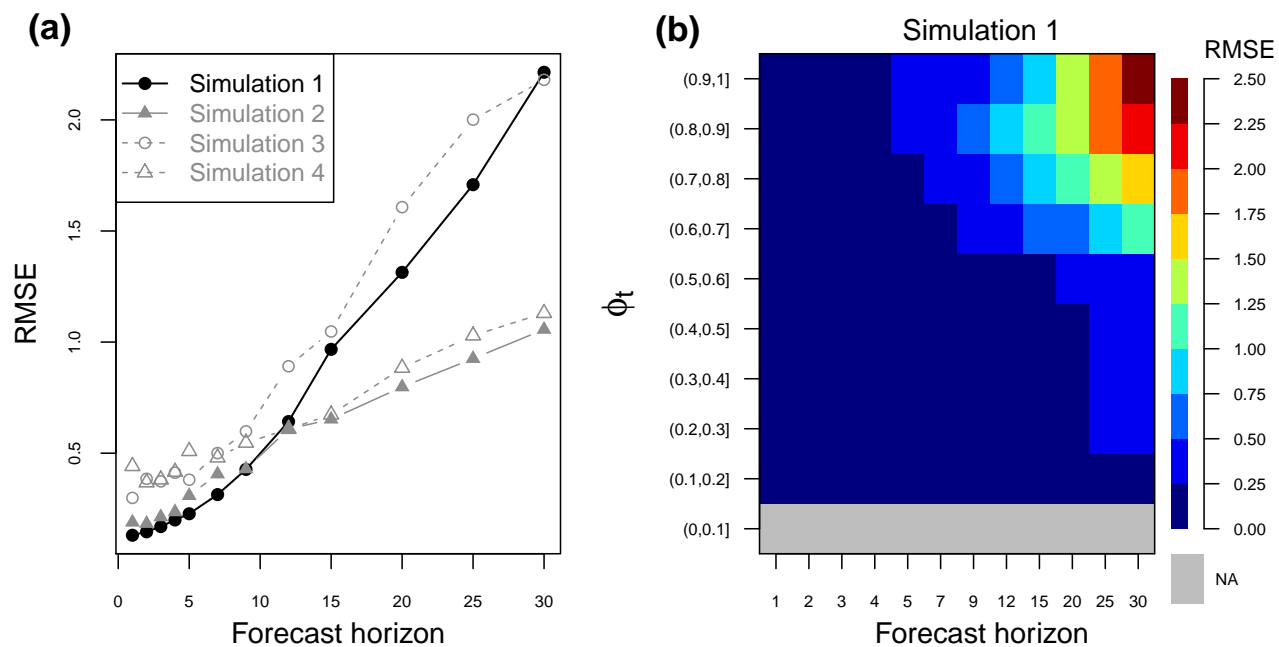 (a)
Simulation 1
Simulation 2
Simulation 3
Simulation 4
RMSE
2.0
1.5
1.0
0.5
0 5 10 15 20 25 30
Forecast horizon
(b)
Simulation 1
ϕt
(0.9,1]
(0.8,0.9]
(0.7,0.8]
(0.6,0.7]
(0.5,0.6]
(0.4,0.5]
(0.3,0.4]
(0.2,0.3]
(0.1,0.2]
(0,0.1]
1 2 3 4 5 7 9 12 15 20 25 30
Forecast horizon
RMSE
2.50
2.25
2.00
1.75
1.50
1.25
1.00
0.75
0.50
0.25
0.00
NA